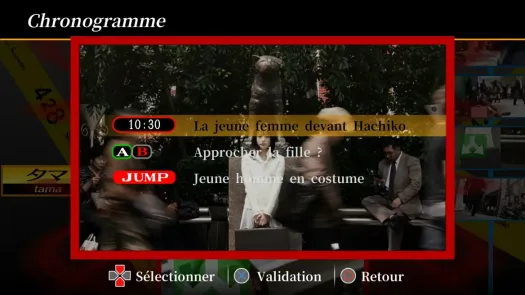 Chronogramme
428
タマ
tama
10:30 La jeune femme devant Hachiko
A B Approcher la fille ?
JUMP Jeune homme en costume
Sélectionner Validation Retour